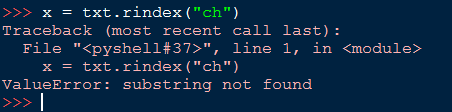 >>> x = txt.rindex("ch")
Traceback (most recent call last):
  File "<pyshell#37>", line 1, in <module>
    x = txt.rindex("ch")
ValueError: substring not found
>>>